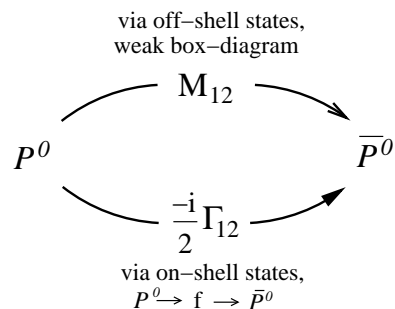 via off−shell states,
weak box−diagram
M₁₂
P⁰ P̅⁰
−i/2 Γ₁₂
via on−shell states,
P⁰ → f → P̅⁰